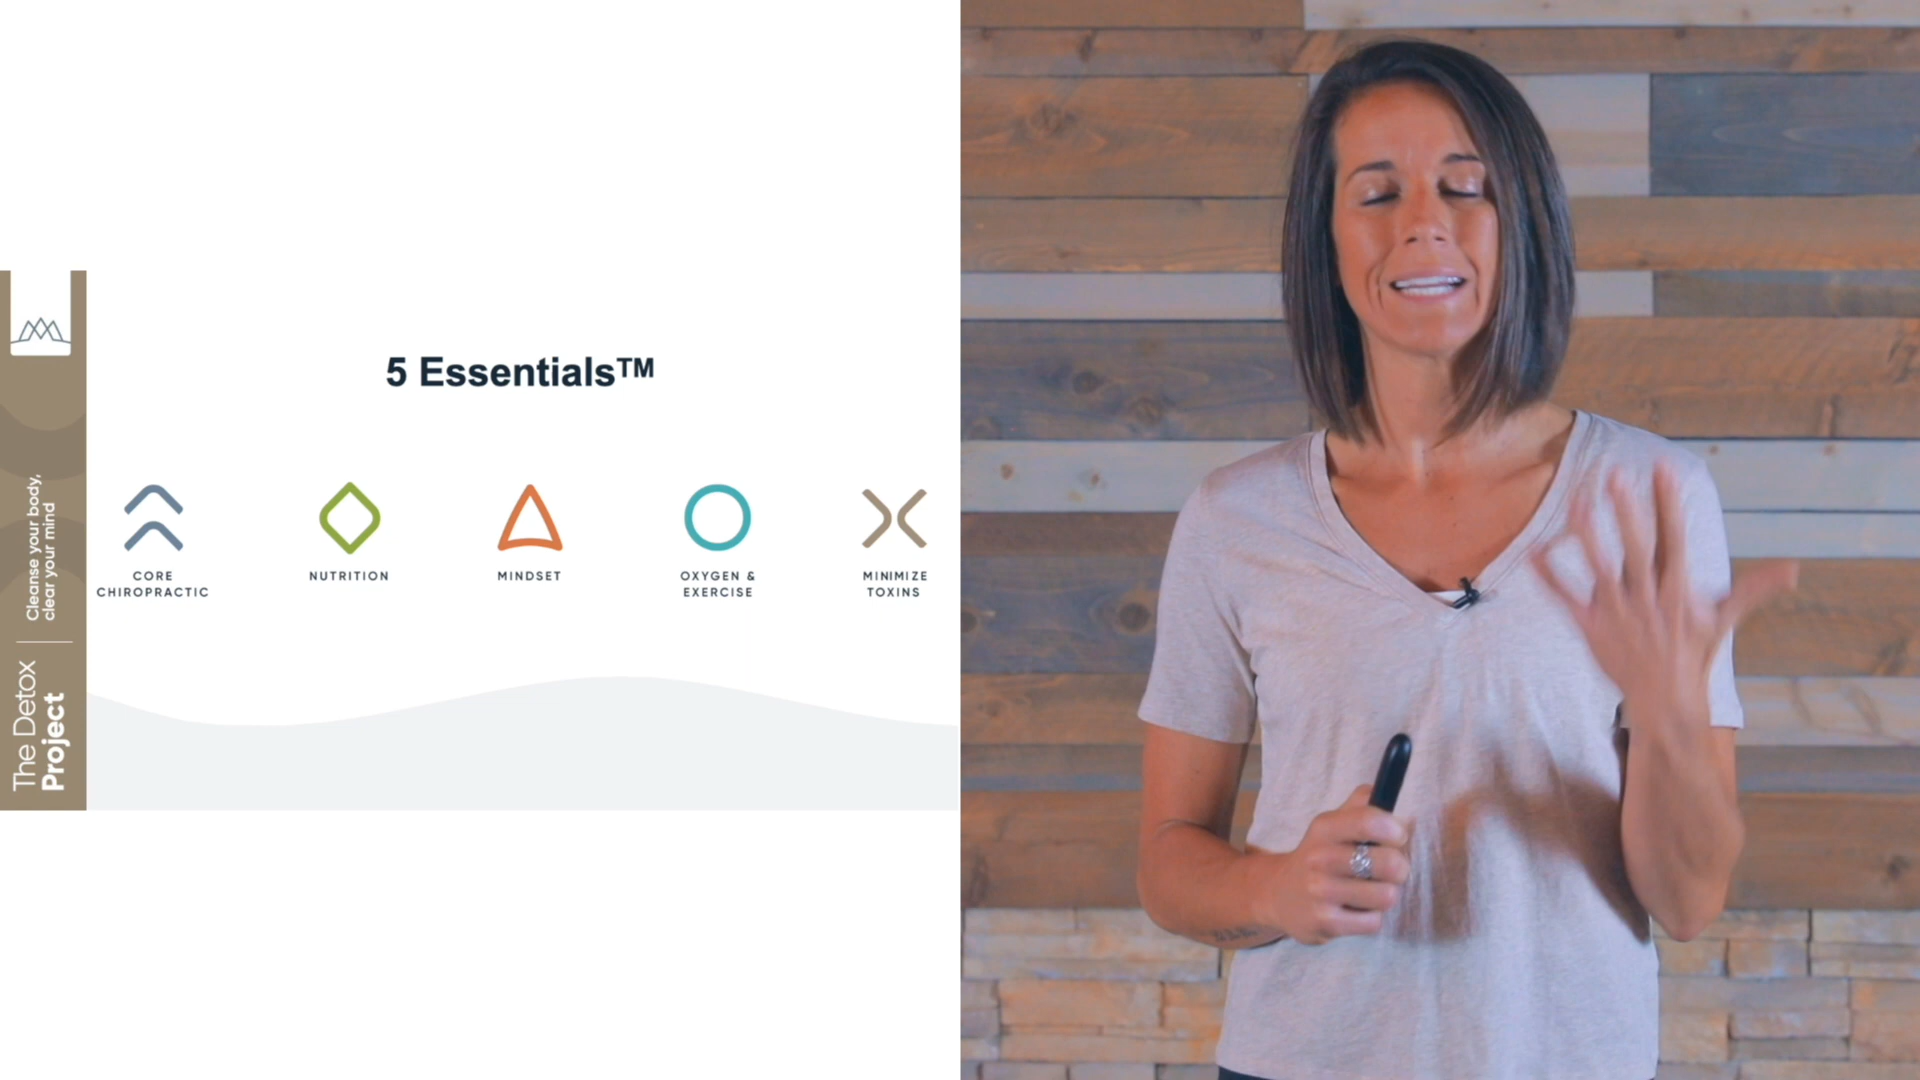 Cleanse your body,
clear your mind
The Detox
Project
5 Essentials™
CORE
CHIROPRACTIC
NUTRITION
MINDSET
OXYGEN &
EXERCISE
MINIMIZE
TOXINS